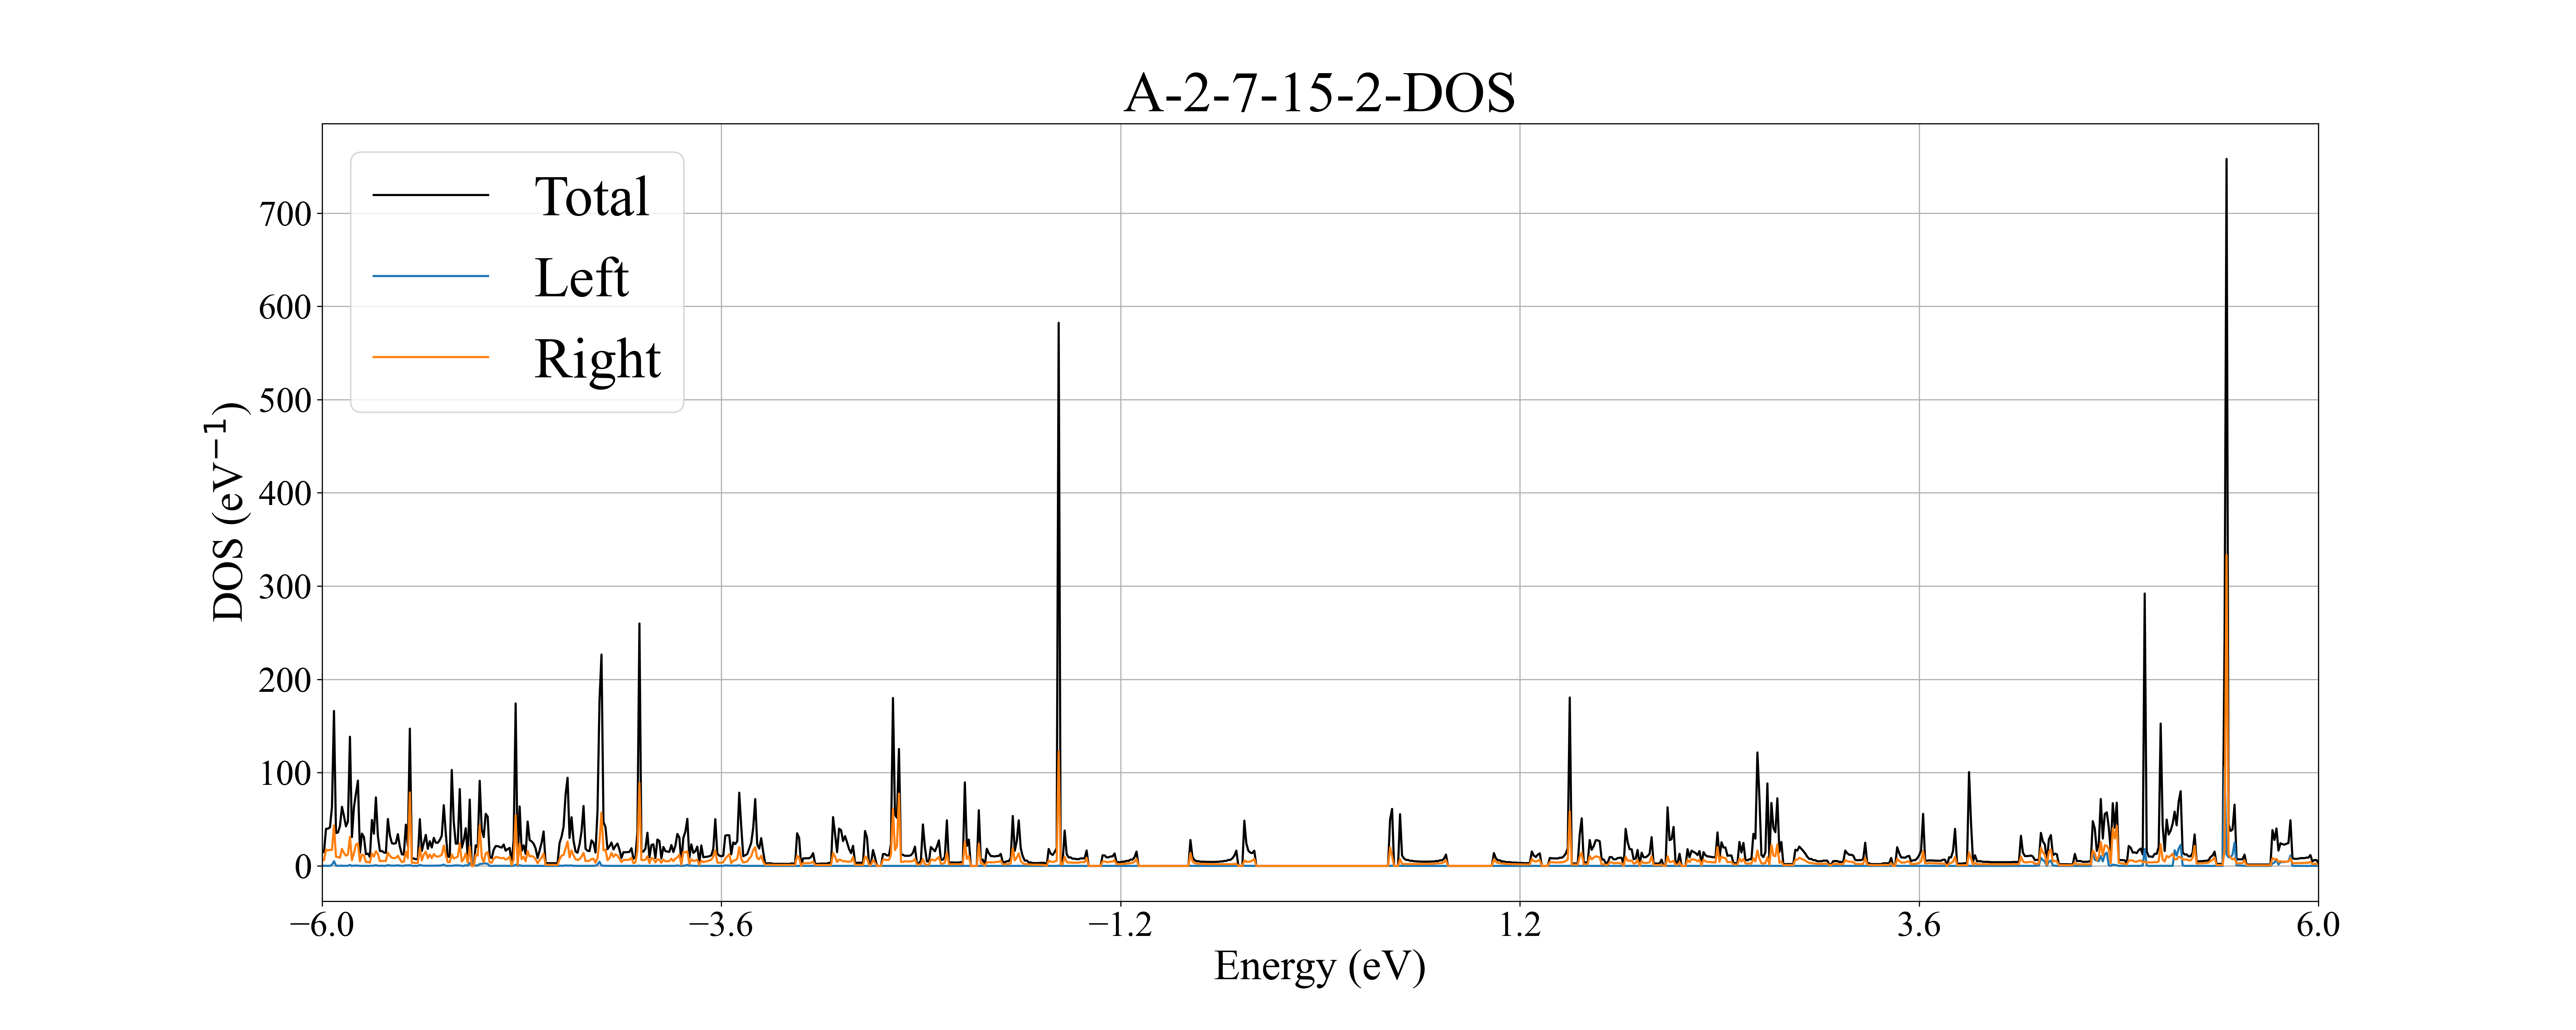 A-2-7-15-2-DOS
Total
Left
Right
DOS (eV⁻¹)
700
600
500
400
300
200
100
0
−6.0 −3.6 −1.2 1.2 3.6 6.0
Energy (eV)